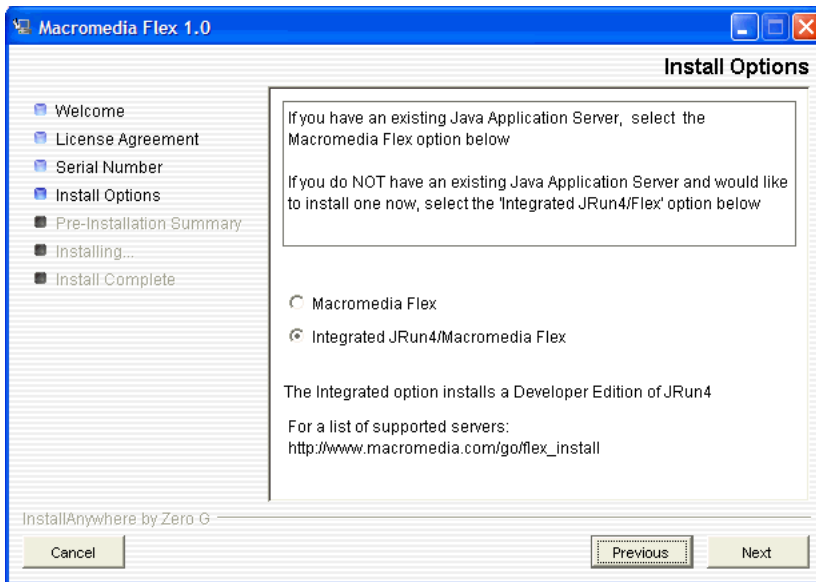 Macromedia Flex 1.0
Install Options
Welcome
License Agreement
Serial Number
Install Options
Pre-Installation Summary
Installing...
Install Complete
If you have an existing Java Application Server, select the
Macromedia Flex option below
If you do NOT have an existing Java Application Server and would like
to install one now, select the 'Integrated JRun4/Flex' option below
Macromedia Flex
Integrated JRun4/Macromedia Flex
The Integrated option installs a Developer Edition of JRun4
For a list of supported servers:
http://www.macromedia.com/go/flex_install
InstallAnywhere by Zero G
Cancel
Previous
Next